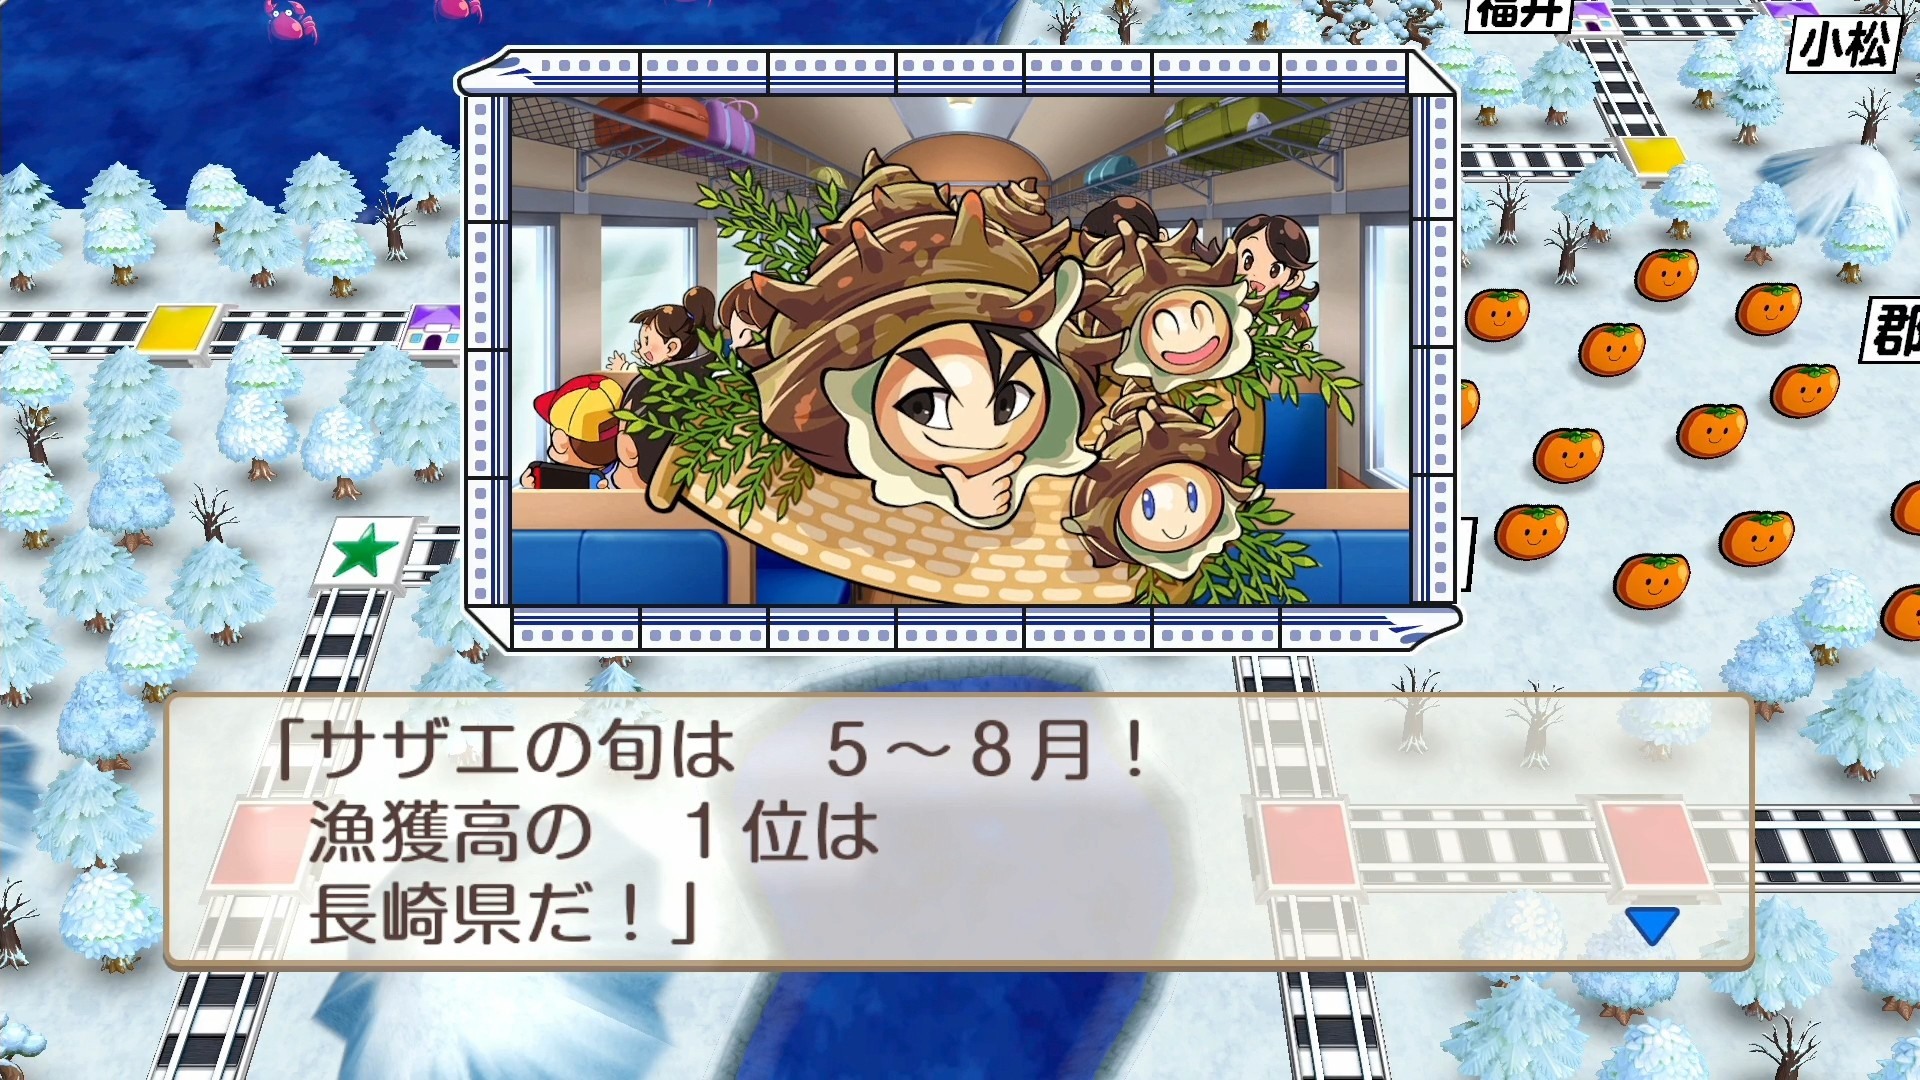 福井
小松
郡
「サザエの旬は　5〜8月！
漁獲高の　1位は
長崎県だ！」